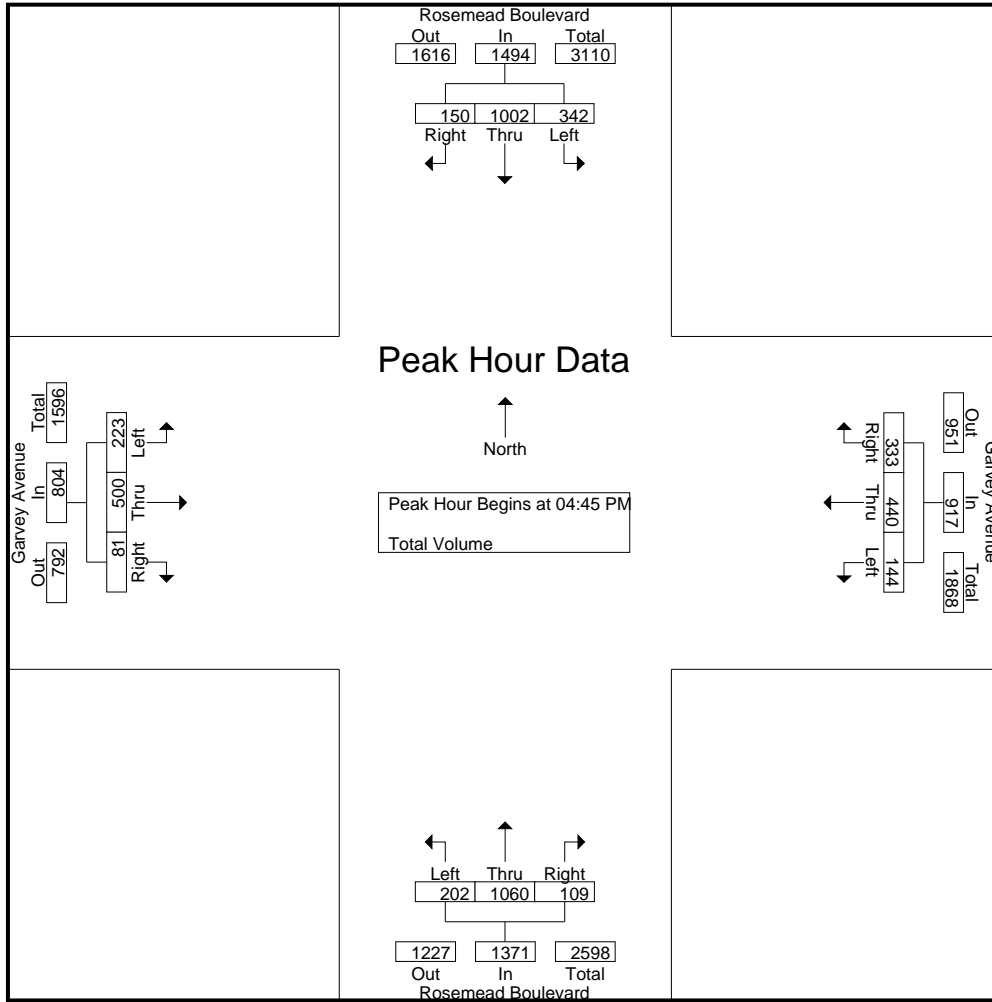 Rosemead Boulevard
Out In Total
1616 1494 3110
150 1002 342
Right Thru Left
Peak Hour Data
North
Peak Hour Begins at 04:45 PM
Total Volume
Garvey Avenue
Total In Out
1596 804 792
223 500 81
Left Thru Right
Garvey Avenue
Out In Total
951 917 1868
333 440 144
Right Thru Left
Left Thru Right
202 1060 109
1227 1371 2598
Out In Total
Rosemead Boulevard